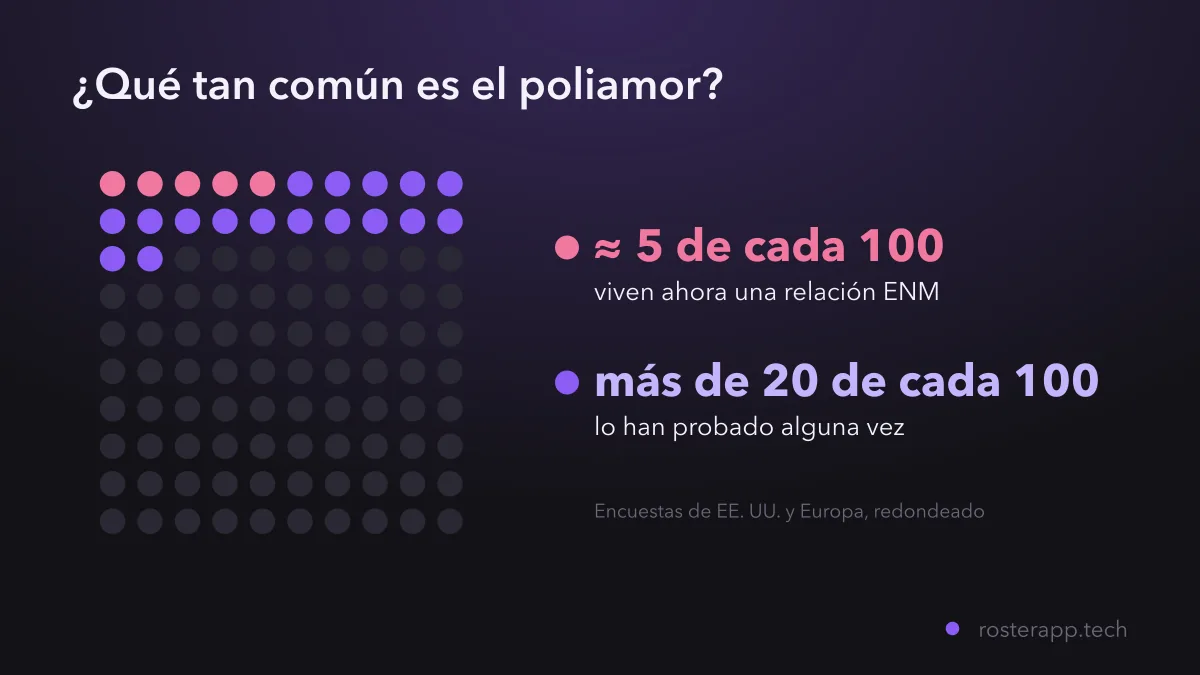 ¿Qué tan común es el poliamor?
≈ 5 de cada 100
viven ahora una relación ENM
más de 20 de cada 100
lo han probado alguna vez
Encuestas de EE. UU. y Europa, redondeado
rosterapp.tech